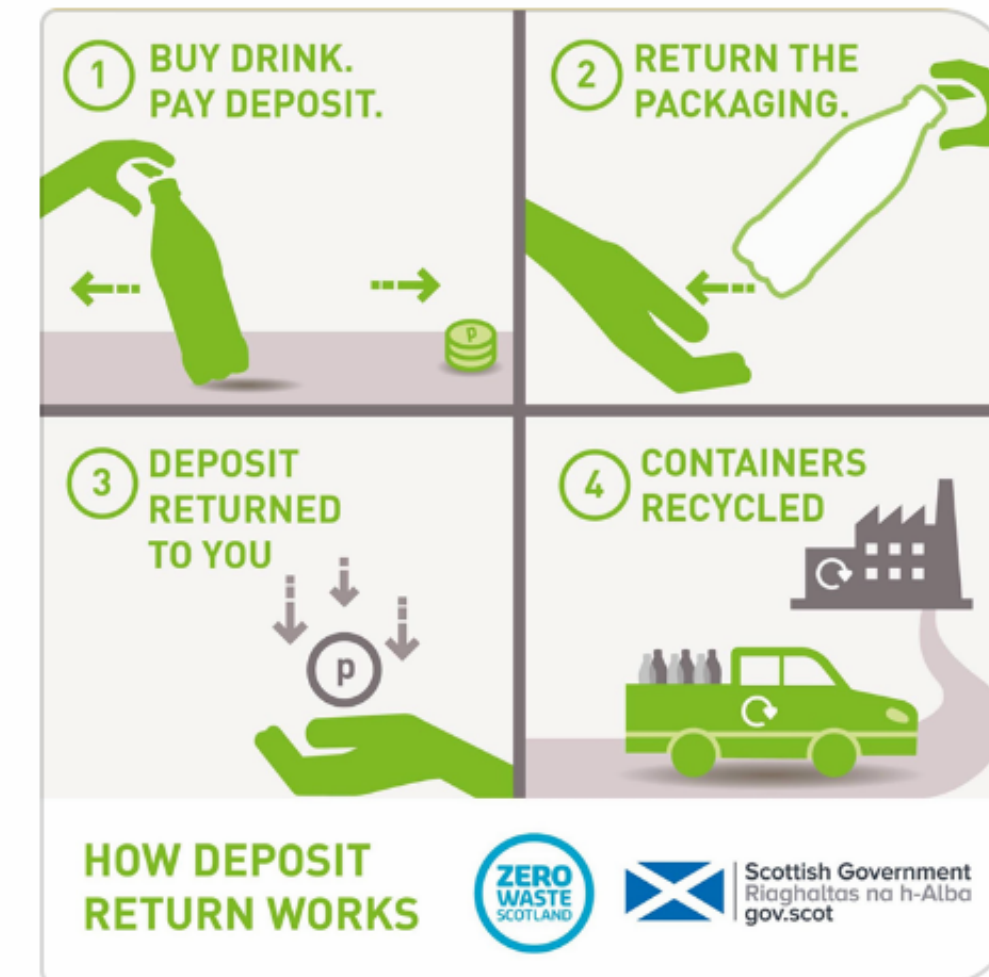 1
BUY DRINK.
PAY DEPOSIT.
2
RETURN THE
PACKAGING.
p
3
DEPOSIT
RETURNED
TO YOU
p
4
CONTAINERS
RECYCLED
HOW DEPOSIT
RETURN WORKS
ZERO
WASTE
SCOTLAND
Scottish Government
Riaghaltas na h-Alba
gov.scot